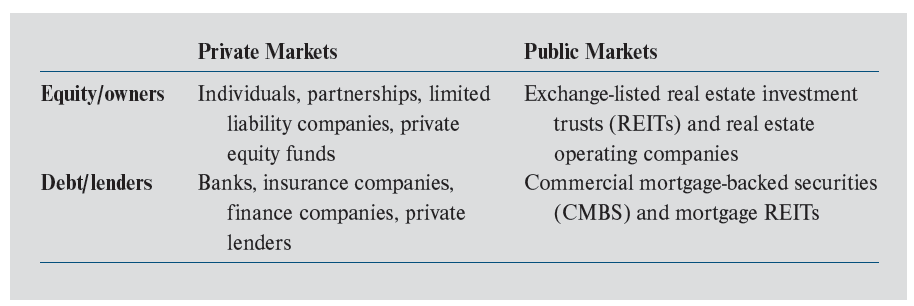 Private Markets Public Markets
Equity/owners Individuals, partnerships, limited Exchange-listed real estate investment
liability companies, private trusts (REITs) and real estate
equity funds operating companies
Debt/lenders Banks, insurance companies, Commercial mortgage-backed securities
finance companies, private (CMBS) and mortgage REITs
lenders